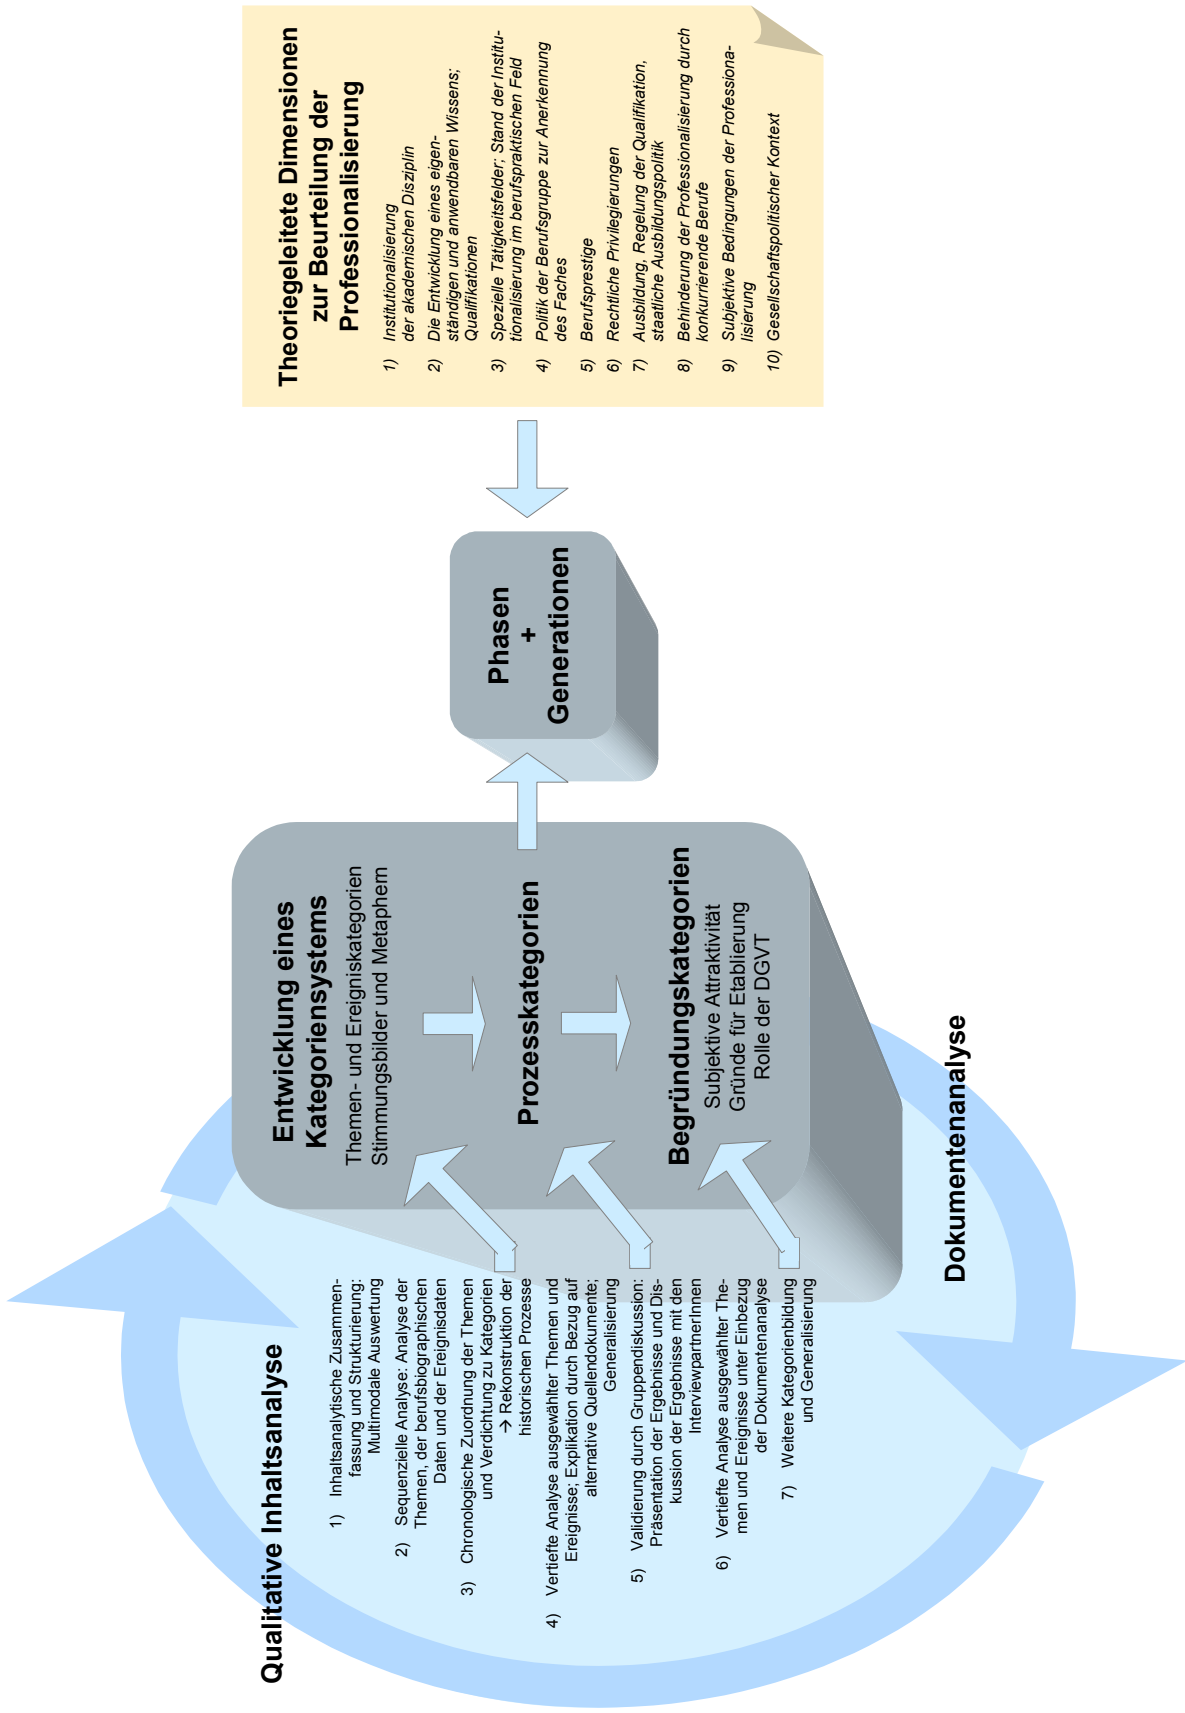 Qualitative Inhaltsanalyse
1) Inhaltsanalytische Zusammen-
fassung und Strukturierung:
Multimodale Auswertung
2) Sequenzielle Analyse: Analyse der
Themen, der berufsbiographischen
Daten und der Ereignisdaten
3) Chronologische Zuordnung der Themen
und Verdichtung zu Kategorien
→ Rekonstruktion der
historischen Prozesse
4) Vertiefte Analyse ausgewählter Themen und
Ereignisse; Explikation durch Bezug auf
alternative Quellendokumente;
Generalisierung
5) Validierung durch Gruppendiskussion:
Präsentation der Ergebnisse und Dis-
kussion der Ergebnisse mit den
InterviewpartnerInnen
6) Vertiefte Analyse ausgewählter The-
men und Ereignisse unter Einbezug
der Dokumentenanalyse
7) Weitere Kategorienbildung
und Generalisierung
Dokumentenanalyse
Entwicklung eines
Kategoriensystems
Themen- und Ereigniskategorien
Stimmungsbilder und Metaphem
Prozesskategorien
Begründungskategorien
Subjektive Attraktivität
Gründe für Etablierung
Rolle der DGVT
Phasen
+
Generationen
Theoriegeleitete Dimensionen
zur Beurteilung der
Professionalisierung
1) Institutionalisierung
der akademischen Disziplin
2) Die Entwicklung eines eigen-
ständigen und anwendbaren Wissens;
Qualifikationen
3) Spezielle Tätigkeitsfelder; Stand der Institu-
tionalisierung im berufspraktischen Feld
4) Politik der Berufsgruppe zur Anerkennung
des Faches
5) Berufsprestige
6) Rechtliche Privilegierungen
7) Ausbildung, Regelung der Qualifikation,
staatliche Ausbildungspolitik
8) Behinderung der Professionalisierung durch
konkurrierende Berufe
9) Subjektive Bedingungen der Professiona-
lisierung
10) Gesellschaftspolitischer Kontext